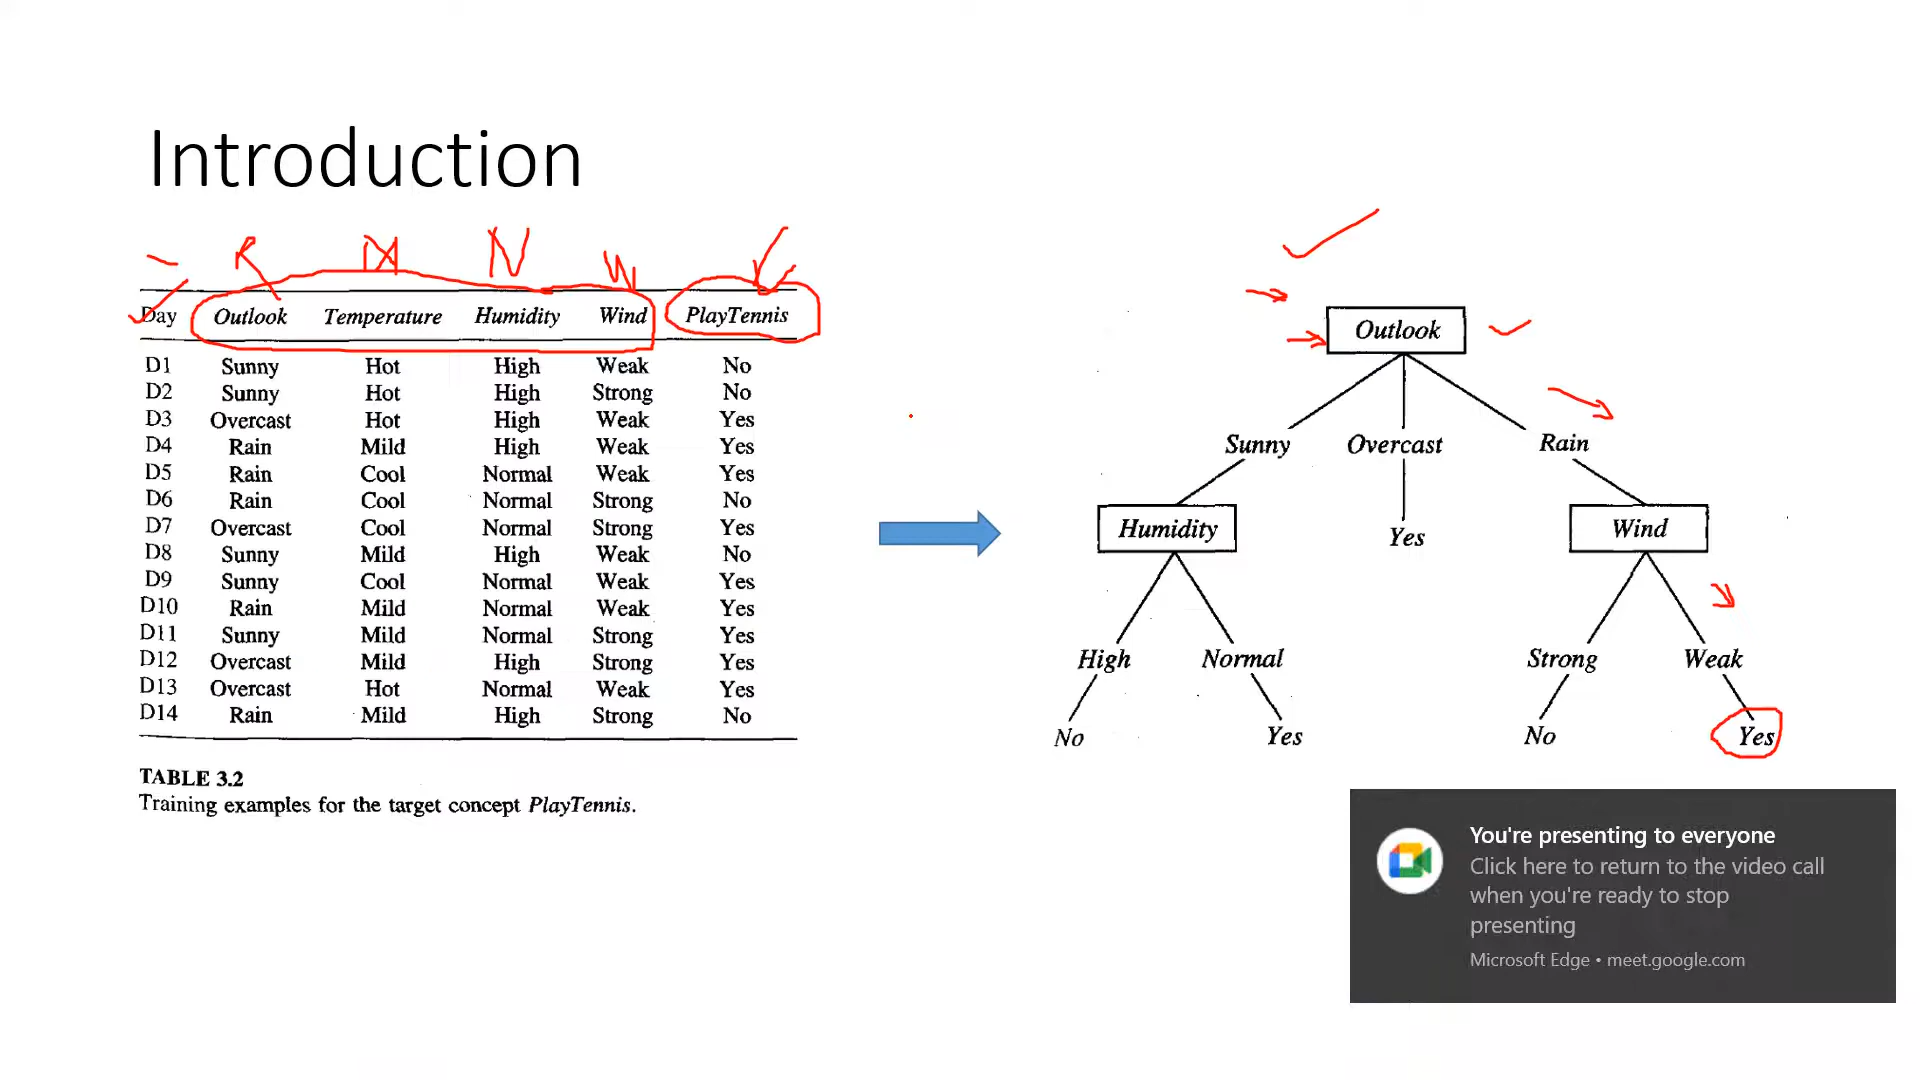 Introduction
R M N W
Day Outlook Temperature Humidity Wind PlayTennis
D1 Sunny Hot High Weak No
D2 Sunny Hot High Strong No
D3 Overcast Hot High Weak Yes
D4 Rain Mild High Weak Yes
D5 Rain Cool Normal Weak Yes
D6 Rain Cool Normal Strong No
D7 Overcast Cool Normal Strong Yes
D8 Sunny Mild High Weak No
D9 Sunny Cool Normal Weak Yes
D10 Rain Mild Normal Weak Yes
D11 Sunny Mild Normal Strong Yes
D12 Overcast Mild High Strong Yes
D13 Overcast Hot Normal Weak Yes
D14 Rain Mild High Strong No
TABLE 3.2
Training examples for the target concept PlayTennis.
Outlook
Sunny Overcast Rain
Humidity Yes Wind
High Normal Strong Weak
No Yes No Yes
You're presenting to everyone
Click here to return to the video call
when you're ready to stop
presenting
Microsoft Edge • meet.google.com